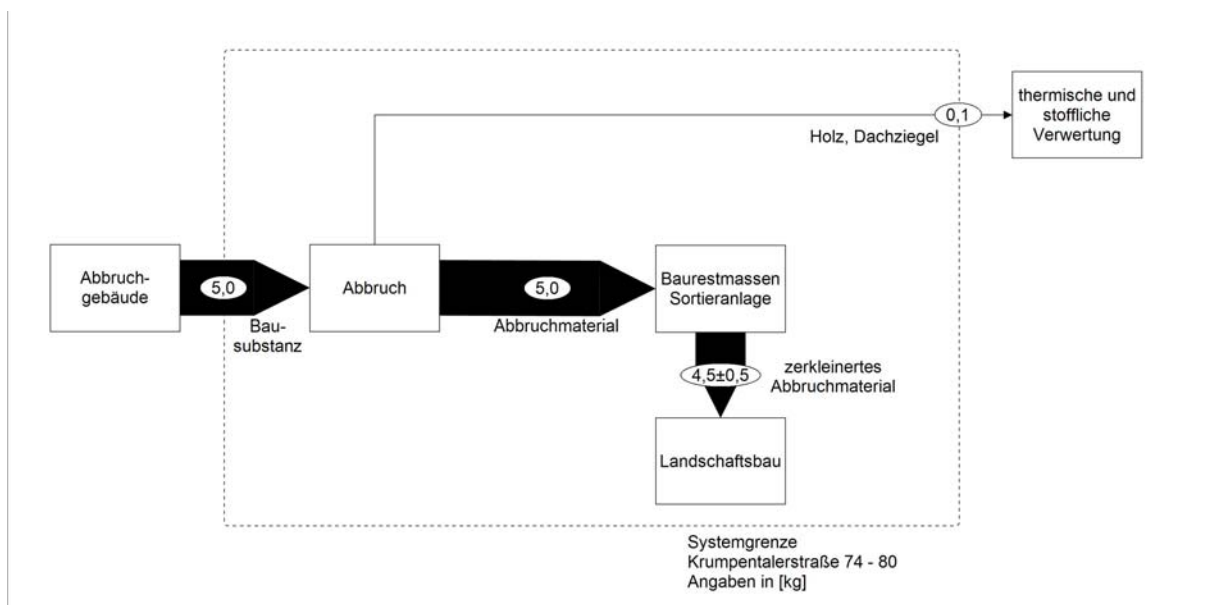 thermische und
stoffliche
Verwertung
0,1
Holz, Dachziegel
Abbruch-
gebäude
5,0
Bau-
substanz
Abbruch
5,0
Abbruchmaterial
Baurestmassen
Sortieranlage
4,5±0,5
zerkleinertes
Abbruchmaterial
Landschaftsbau
Systemgrenze
Krumpentalerstraße 74 - 80
Angaben in [kg]